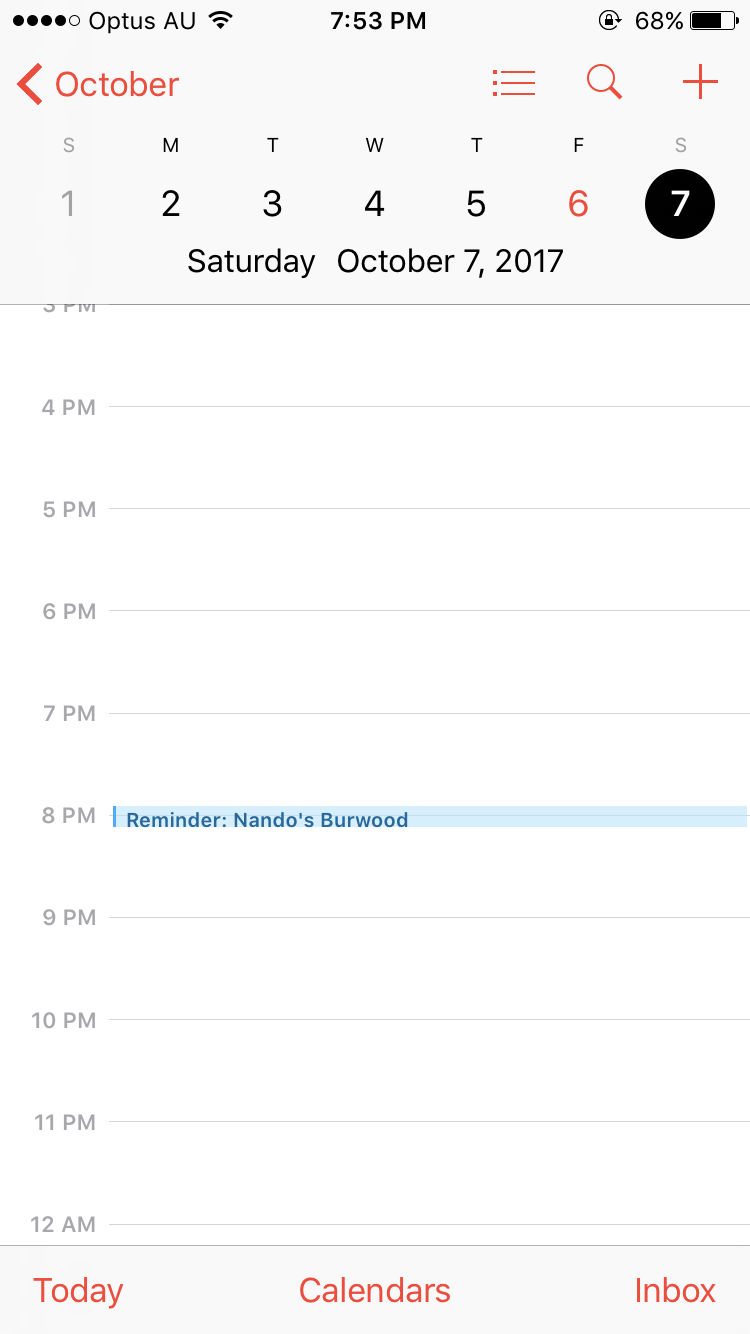 Optus AU 7:53 PM 68%
October
S M T W T F S
1 2 3 4 5 6 7
Saturday October 7, 2017
3 PM
4 PM
5 PM
6 PM
7 PM
8 PM Reminder: Nando's Burwood
9 PM
10 PM
11 PM
12 AM
Today Calendars Inbox